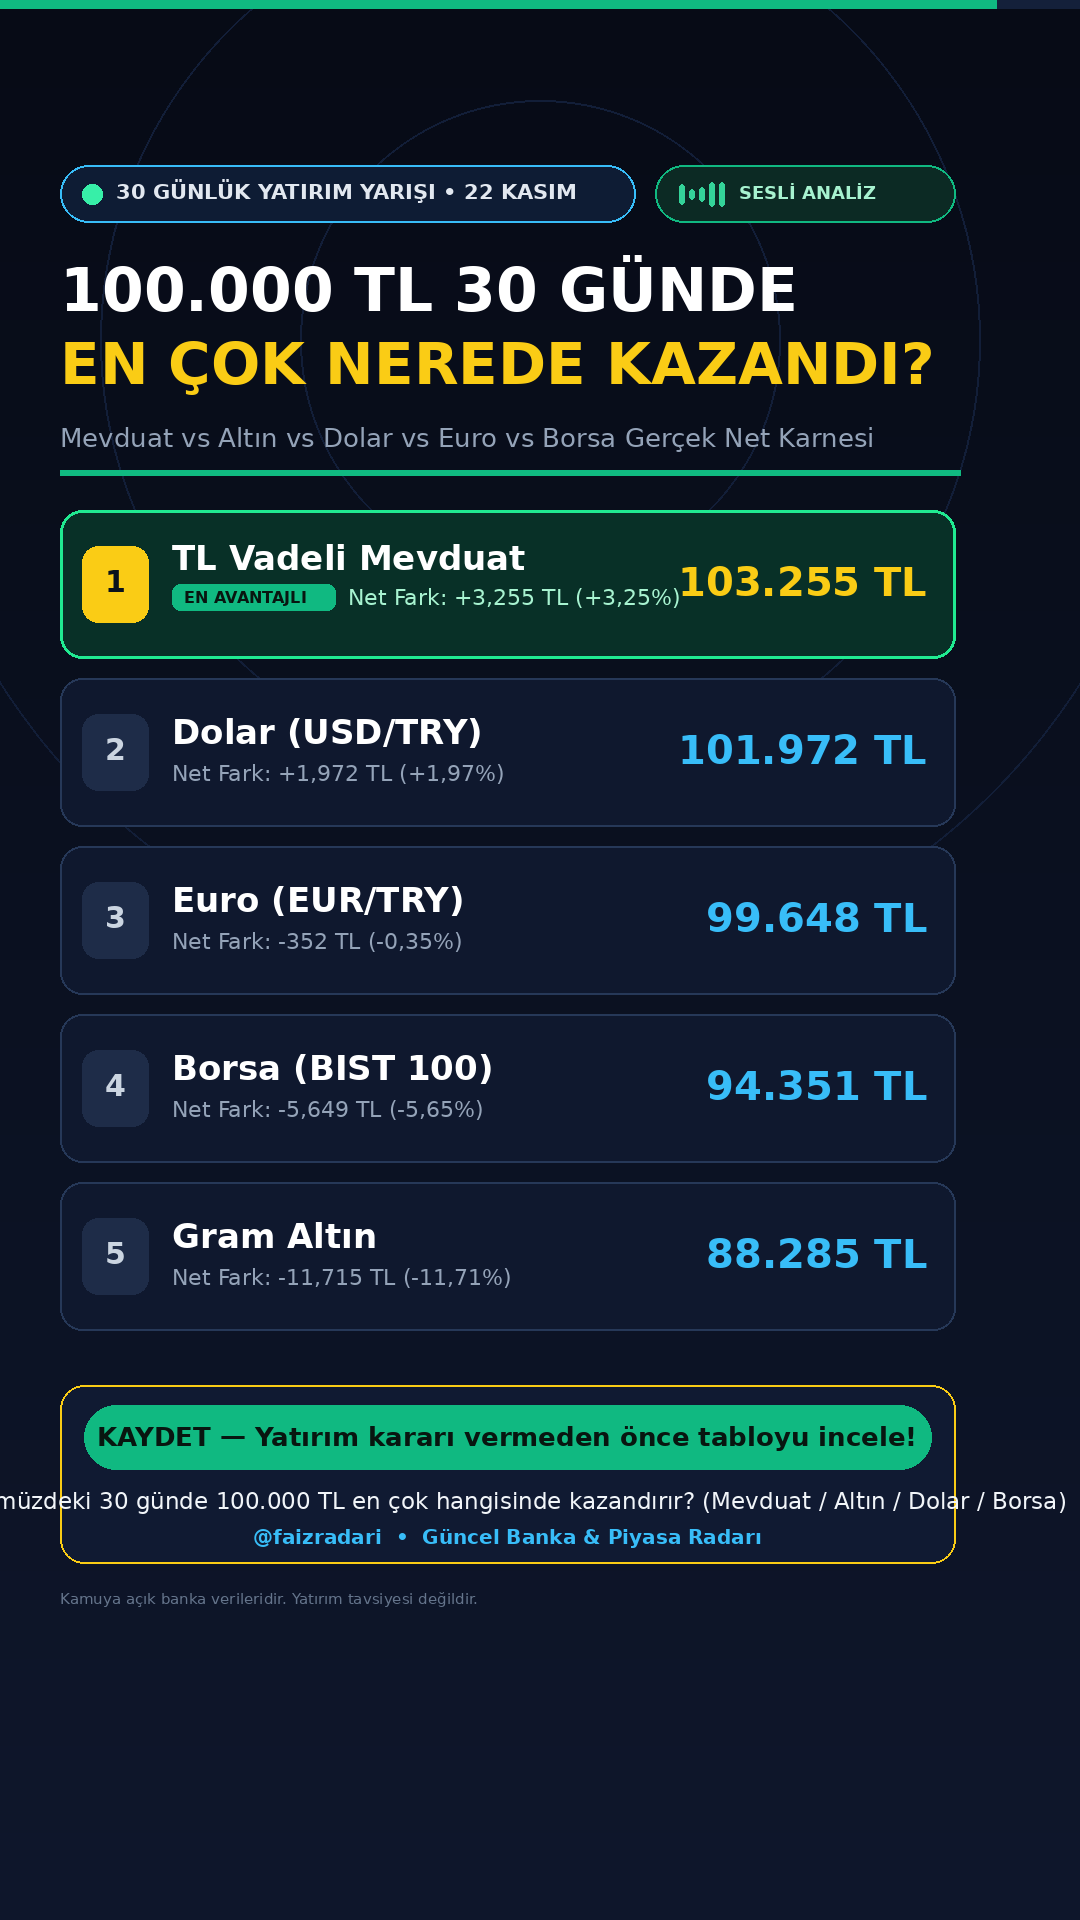 30 GÜNLÜK YATIRIM YARIŞI • 22 KASIM
SESLİ ANALİZ
100.000 TL 30 GÜNDE
EN ÇOK NEREDE KAZANDI?
Mevduat vs Altın vs Dolar vs Euro vs Borsa Gerçek Net Karnesi
1
TL Vadeli Mevduat
EN AVANTAJLI
Net Fark: +3,255 TL (+3,25%)
103.255 TL
2
Dolar (USD/TRY)
Net Fark: +1,972 TL (+1,97%)
101.972 TL
3
Euro (EUR/TRY)
Net Fark: -352 TL (-0,35%)
99.648 TL
4
Borsa (BIST 100)
Net Fark: -5,649 TL (-5,65%)
94.351 TL
5
Gram Altın
Net Fark: -11,715 TL (-11,71%)
88.285 TL
KAYDET — Yatırım kararı vermeden önce tabloyu incele!
müzdeki 30 günde 100.000 TL en çok hangisinde kazandırır? (Mevduat / Altın / Dolar / Borsa)
@faizradari • Güncel Banka & Piyasa Radarı
Kamuya açık banka verileridir. Yatırım tavsiyesi değildir.